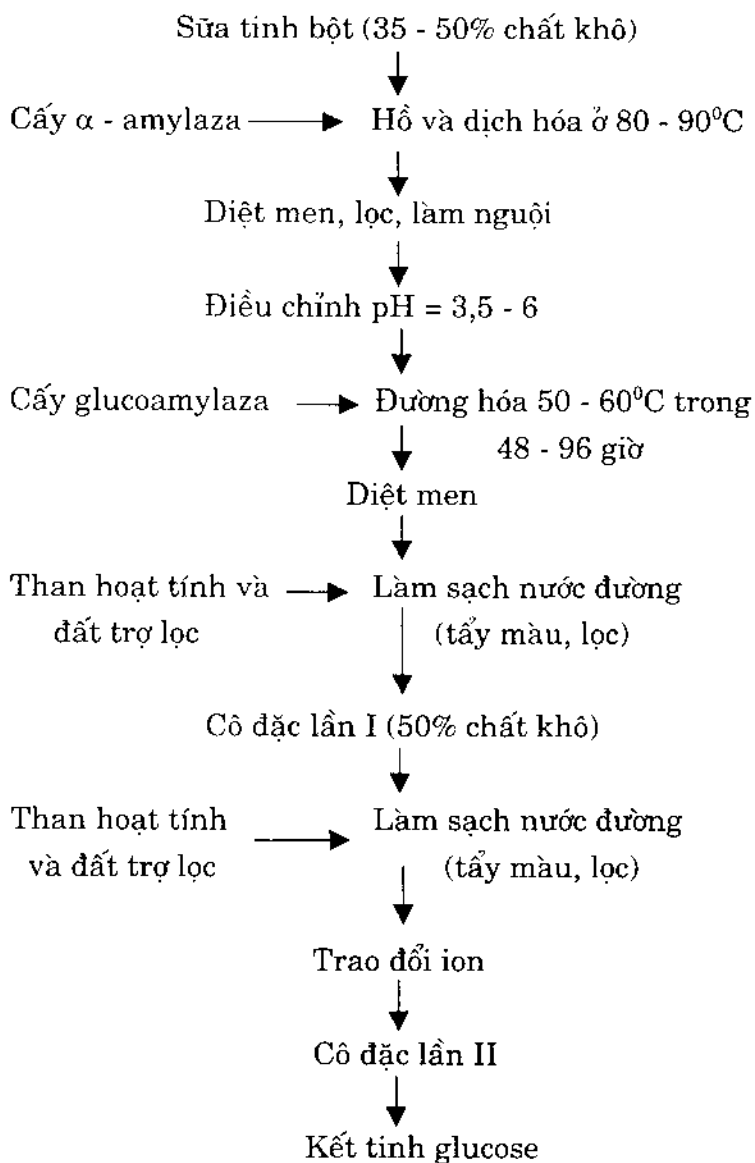 Sữa tinh bột (35 - 50% chất khô)
Cấy α - amylaza
Hồ và dịch hóa ở 80 - 90⁰C
Diệt men, lọc, làm nguội
Điều chỉnh pH = 3,5 - 6
Cấy glucoamylaza
Đường hóa 50 - 60⁰C trong
48 - 96 giờ
Diệt men
Than hoạt tính và
đất trợ lọc
Làm sạch nước đường
(tẩy màu, lọc)
Cô đặc lần I (50% chất khô)
Than hoạt tính
và đất trợ lọc
Làm sạch nước đường
(tẩy màu, lọc)
Trao đổi ion
Cô đặc lần II
Kết tinh glucose